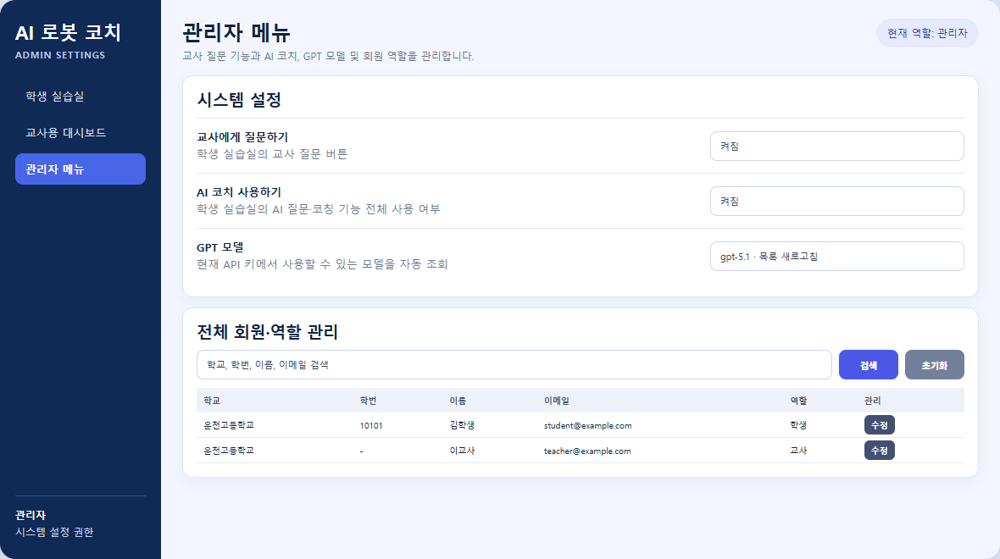 AI 로봇 코치
ADMIN SETTINGS
학생 실습실
교사용 대시보드
관리자 메뉴
관리자
시스템 설정 권한
관리자 메뉴
교사 질문 기능과 AI 코치, GPT 모델 및 회원 역할을 관리합니다.
현재 역할: 관리자
시스템 설정
교사에게 질문하기
학생 실습실의 교사 질문 버튼
켜짐
AI 코치 사용하기
학생 실습실의 AI 질문·코칭 기능 전체 사용 여부
켜짐
GPT 모델
현재 API 키에서 사용할 수 있는 모델을 자동 조회
gpt-5.1 · 목록 새로고침
전체 회원·역할 관리
학교, 학번, 이름, 이메일 검색 검색 초기화
학교 학번 이름 이메일 역할 관리
운천고등학교 10101 김학생 student@example.com 학생 수정
운천고등학교 - 이교사 teacher@example.com 교사 수정